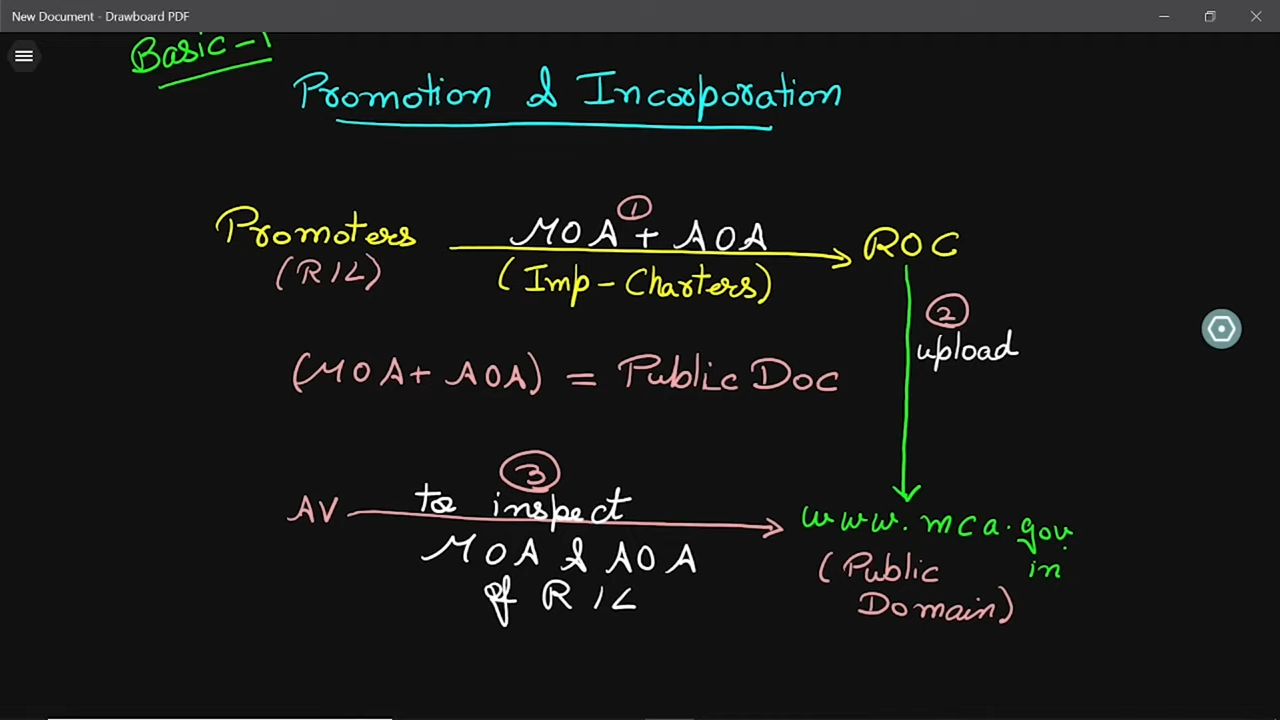 New Document - Drawboard PDF
Basic-1
Promotion & Incorporation
①
Promoters MOA + AOA ROC
(RIL) (Imp-Charters)
②
upload
(MOA + AOA) = Public Doc
③
AV to inspect www.mca.gov.
MOA & AOA in
of RIL (Public
Domain)